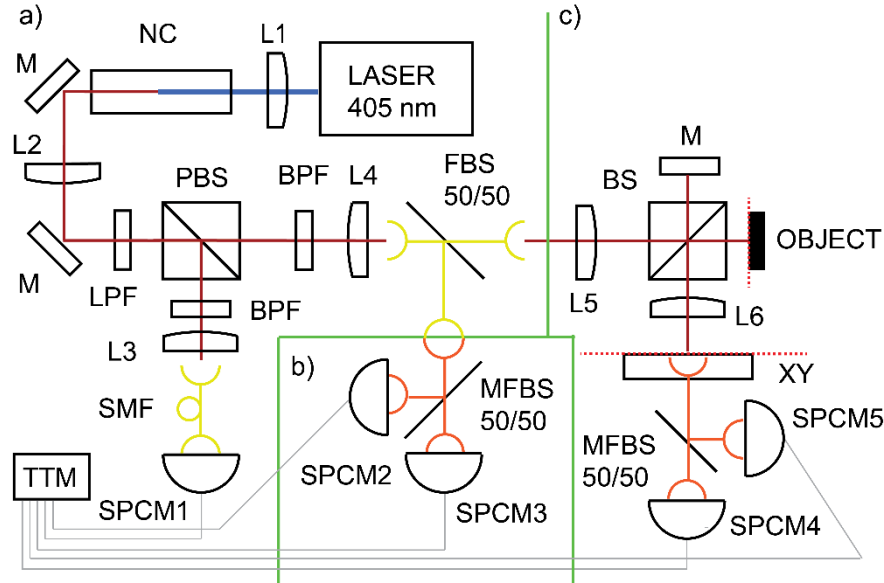 a)
NC
L1
c)
M
LASER
405 nm
L2
M
PBS
BPF
L4
FBS
50/50
BS
OBJECT
M
LPF
BPF
L5
L6
L3
b)
XY
SMF
MFBS
50/50
SPCM5
MFBS
50/50
TTM
SPCM2
SPCM1
SPCM3
SPCM4